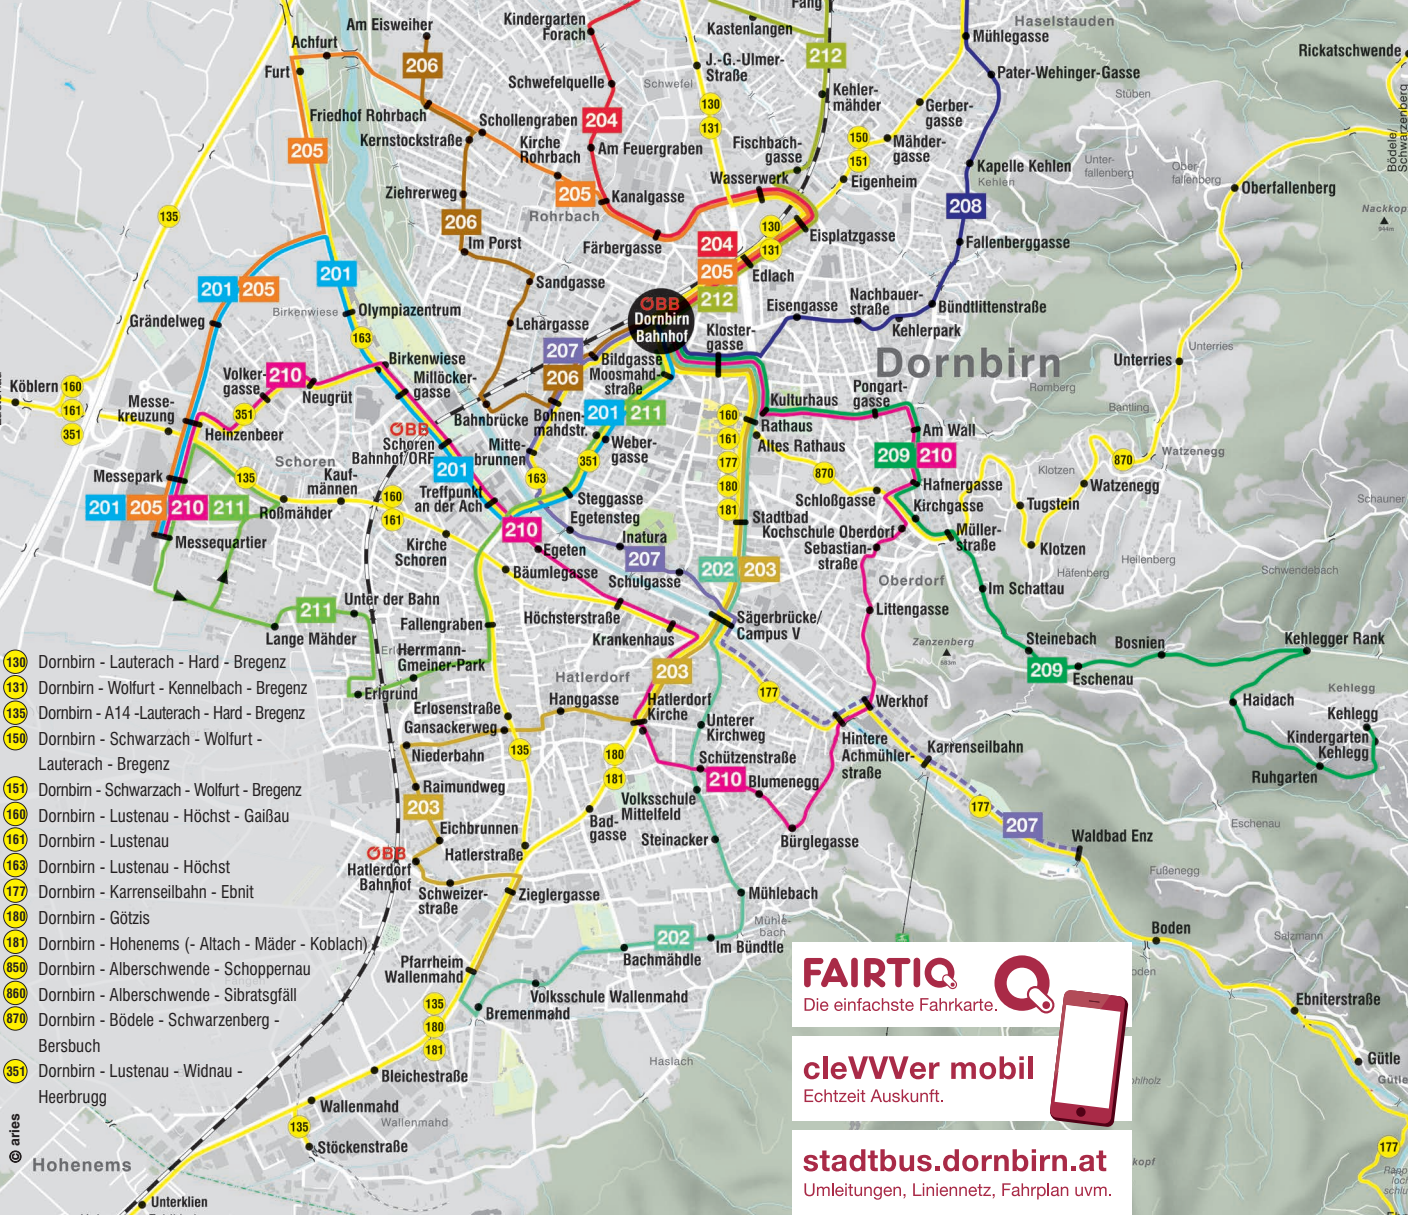 Fang
Am Eisweiher
Kindergarten
Forach
Kastenlangen
Haselstauden
Mühlegasse
Achfurt
206
212
Rickatschwende
Furt
J.-G.-Ulmer-
Straße
Schwefelquelle
Schwefel
Pater-Wehinger-Gasse
Stüben
Kehler-
mähder
Gerber-
gasse
130
131
Friedhof Rohrbach
Schollengraben
204
Kernstockstraße
Kirche
Rohrbach
Am Feuergraben
Fischbach-
gasse
150
151
Mähder-
gasse
Bödele/
Schwarzenberg
205
Kapelle Kehlen
Kehlen
Unter-
fallenberg
Ober-
fallenberg
Wasserwerk
Eigenheim
Oberfallenberg
Ziehrerweg
205
Kanalgasse
Rohrbach
208
135
206
130
131
Nackkopf
944m
Im Porst
Färbergasse
204
Eisplatzgasse
Fallenberggasse
205
Edlach
201
201
205
Sandgasse
212
ÖBB
Dornbirn
Bahnhof
Eisengasse
Nachbauer-
straße
Bündtlittenstraße
Birkenwiese
Olympiazentrum
Grändelweg
Lehargasse
Kloster-
gasse
Kehlerpark
163
207
Dornbirn
Birkenwiese
Bildgasse
Moosmahd-
straße
Unterries
Unterries
Volker-
gasse
210
Millöcker-
gasse
206
Romberg
Köblern
160
161
351
Neugrüt
Pongart-
gasse
Bantling
Messe-
kreuzung
351
Kulturhaus
Bahnbrücke
Bohnen-
mahdstr.
201
211
160
161
177
180
181
Rathaus
Heinzenbeer
ÖBB
Schoren
Bahnhof/ORF
Mitte-
brunnen
Weber-
gasse
Altes Rathaus
Am Wall
209
210
Watzenegg
870
Schoren
135
201
351
870
Klotzen
Messepark
Kauf-
männen
163
Hafnergasse
Watzenegg
Treffpunkt
an der Ach
Steggasse
Schloßgasse
Tugstein
Schauner
201
205
210
211
Roßmähder
160
161
Kirchgasse
Egetensteg
Stadtbad
Kochschule Oberdorf
Müller-
straße
Messequartier
Kirche
Schoren
210
Inatura
Egeten
207
Sebastian-
straße
Klotzen
Heilenberg
Häfenberg
Schwendebach
Bäumlegasse
Schulgasse
202
203
Oberdorf
Im Schattau
211
Unter der Bahn
Höchsterstraße
Littengasse
Lange Mähder
Fallengraben
Sägerbrücke/
Campus V
Krankenhaus
Zanzenberg
583m
Steinebach
Bosnien
Kehlegger Rank
Herrmann-
Gmeiner-Park
203
209
Eschenau
Hatlerdorf
177
Erlgrund
Hanggasse
Hatlerdorf
Kirche
Werkhof
Haidach
Kehlegg
Kehlegg
Kindergarten
Kehlegg
Erlosenstraße
Gansackerweg
Unterer
Kirchweg
Hintere
Achmühler-
straße
Karrenseilbahn
Niederbahn
135
180
181
Schützenstraße
210
Blumenegg
Ruhgarten
Raimundweg
203
Volksschule
Mittelfeld
177
207
Eschenau
Eichbrunnen
Bad-
gasse
Steinacker
Bürglegasse
Waldbad Enz
ÖBB
Hatlerdorf
Bahnhof
Hatlerstraße
Fußenegg
Schweizer-
straße
Zieglergasse
Mühlebach
Mühle-
bach
Boden
Salzmann
202
Im Bündtle
Bachmähdle
Pfarrheim
Wallenmahd
Volksschule Wallenmahd
Ebniterstraße
135
180
181
Bremenmahd
Haslach
Gütle
Gütle
Bleichestraße
Wallenmahd
Wallenmahd
135
Stöckenstraße
177
Hohenems
Unterklien
130 Dornbirn - Lauterach - Hard - Bregenz
131 Dornbirn - Wolfurt - Kennelbach - Bregenz
135 Dornbirn - A14 -Lauterach - Hard - Bregenz
150 Dornbirn - Schwarzach - Wolfurt -
Lauterach - Bregenz
151 Dornbirn - Schwarzach - Wolfurt - Bregenz
160 Dornbirn - Lustenau - Höchst - Gaißau
161 Dornbirn - Lustenau
163 Dornbirn - Lustenau - Höchst
177 Dornbirn - Karrenseilbahn - Ebnit
180 Dornbirn - Götzis
181 Dornbirn - Hohenems (- Altach - Mäder - Koblach)
850 Dornbirn - Alberschwende - Schoppernau
860 Dornbirn - Alberschwende - Sibratsgfäll
870 Dornbirn - Bödele - Schwarzenberg -
Bersbuch
351 Dornbirn - Lustenau - Widnau -
Heerbrugg
© aries
FAIRTIQ
Die einfachste Fahrkarte.
cleVVVer mobil
Echtzeit Auskunft.
stadtbus.dornbirn.at
Umleitungen, Liniennetz, Fahrplan uvm.